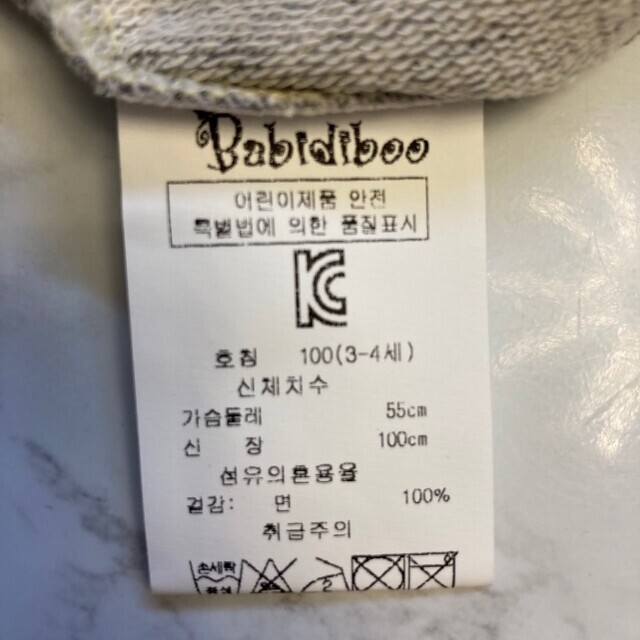 Babidiboo
어린이제품 안전
특별법에 의한 품질표시
KC
호칭 100(3-4세)
신체치수
가슴둘레 55cm
신 장 100cm
섬유의혼용율
겉감: 면 100%
취급주의
손세탁